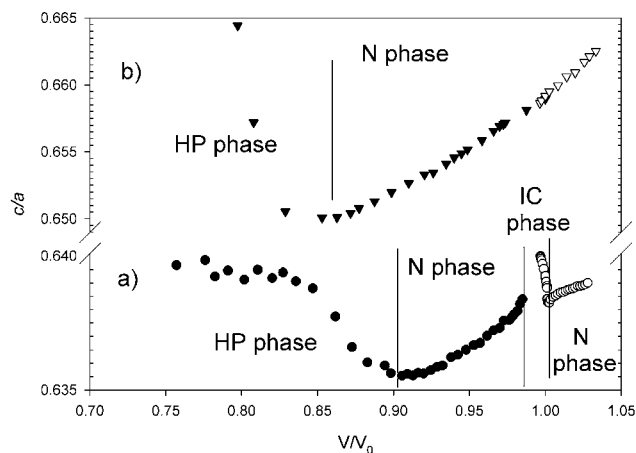 0.665
b)
N phase
0.660
HP phase
0.655
c/a
0.650
IC
phase
0.640
a)
N phase
HP phase
N
phase
0.635
0.70 0.75 0.80 0.85 0.90 0.95 1.00 1.05
V/V0